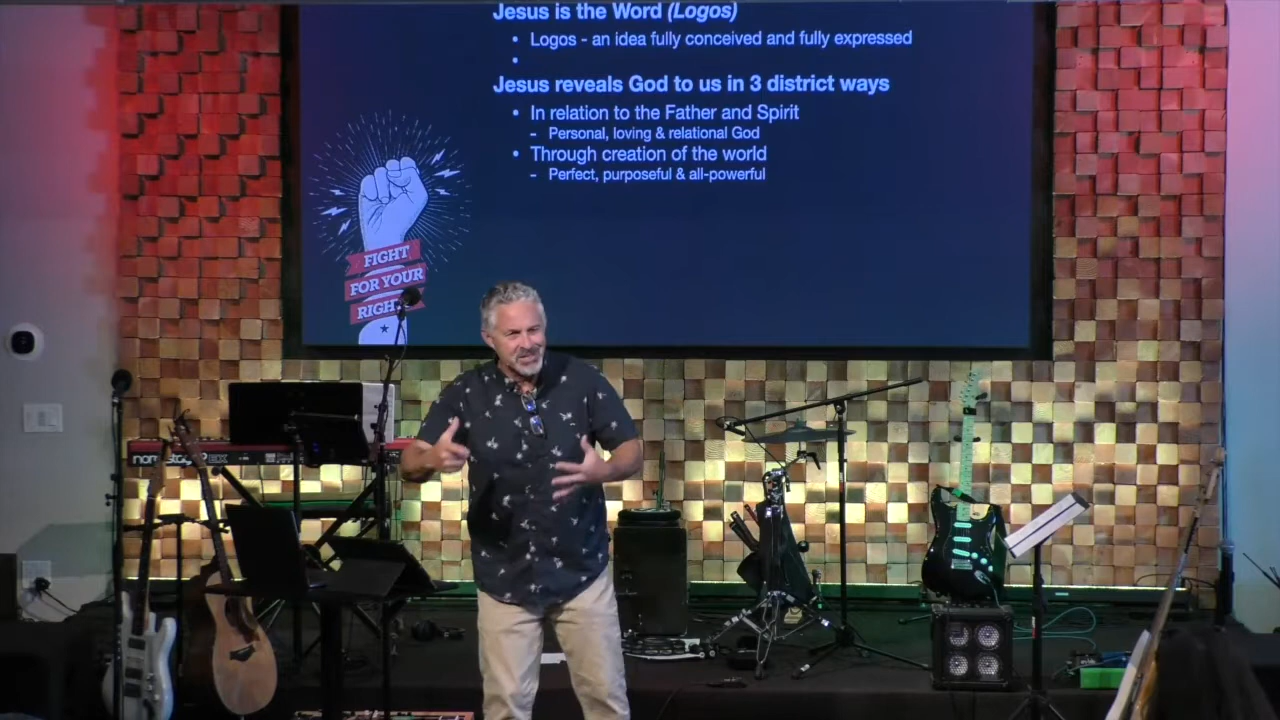 Jesus is the Word (Logos)
• Logos - an idea fully conceived and fully expressed
•
Jesus reveals God to us in 3 district ways
• In relation to the Father and Spirit
- Personal, loving & relational God
• Through creation of the world
- Perfect, purposeful & all-powerful
FIGHT
FOR YOUR